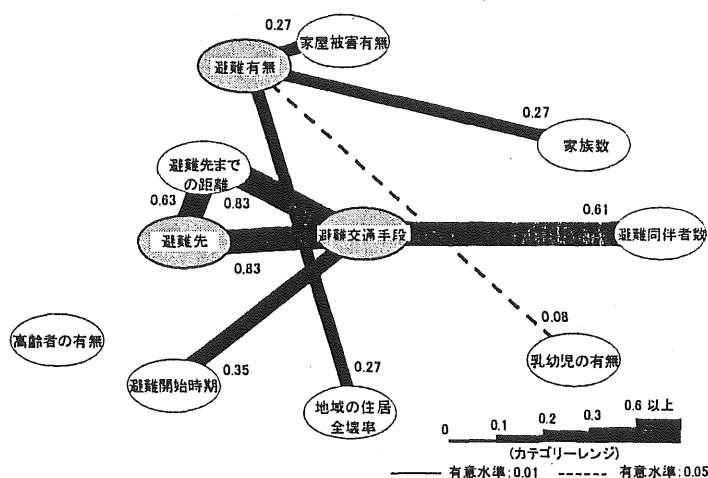 0.27
家屋被害有無
避難有無
0.27
家族数
避難先まで
の距離
0.63
0.83
避難先
避難交通手段
0.61
避難同伴者数
0.83
高齢者の有無
0.08
乳幼児の有無
避難開始時期
0.35
0.27
地域の住居
全壊率
0
0.1
0.2
0.3
0.6 以上
(カテゴリーレンジ)
有意水準:0.01
有意水準:0.05